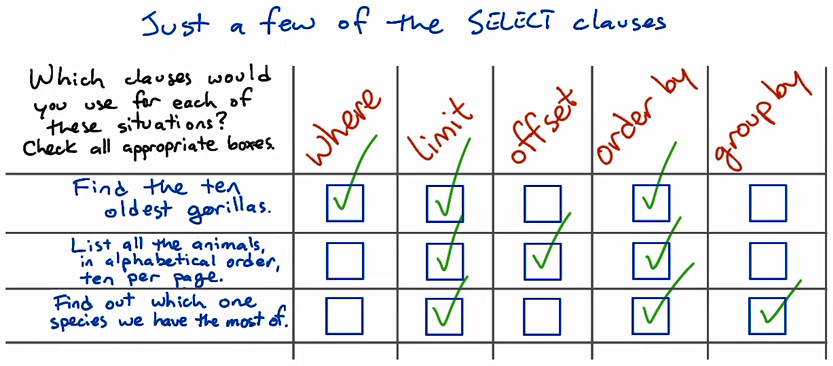 Just a few of the SELECT clauses
Which clauses would
you use for each of
these situations?
Check all appropriate boxes.
where
limit
offset
order by
group by
Find the ten
oldest gorillas.
List all the animals,
in alphabetical order,
ten per page.
Find out which one
species we have the most of.